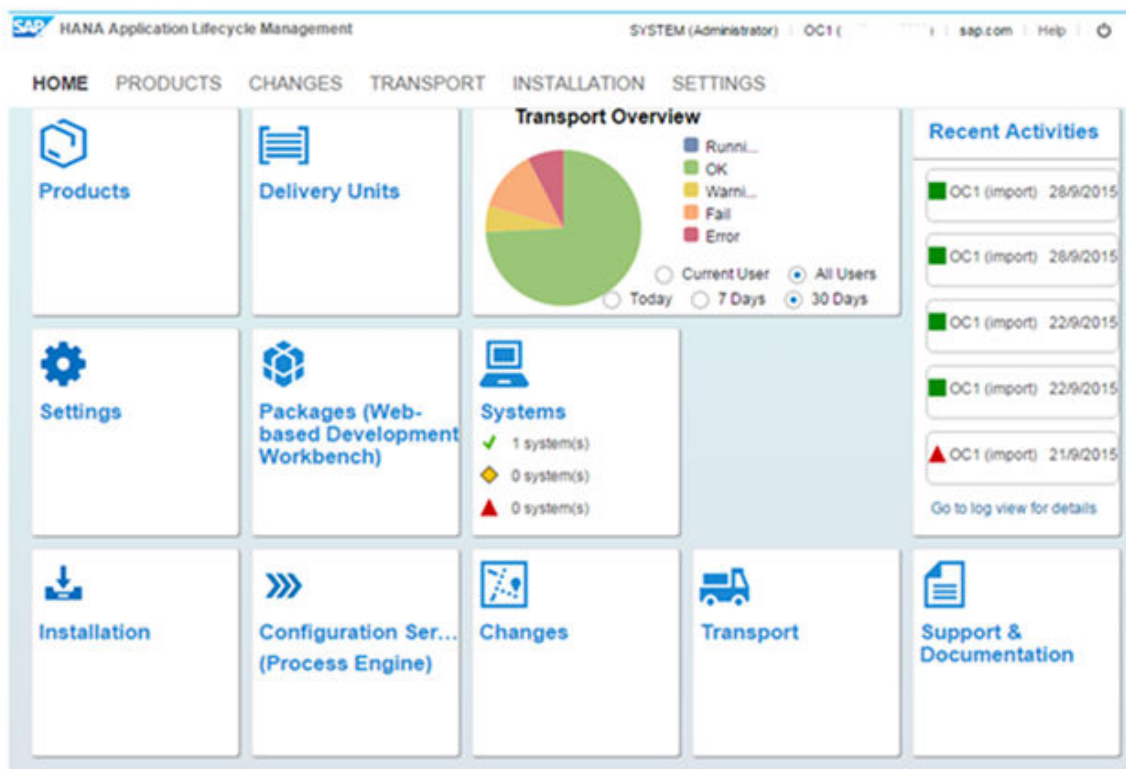 SAP HANA Application Lifecycle Management
SYSTEM (Administrator) OC1 ( ) sap.com Help
HOME PRODUCTS CHANGES TRANSPORT INSTALLATION SETTINGS
Products
Delivery Units
Transport Overview
Runni...
OK
Warni...
Fail
Error
Current User All Users
Today 7 Days 30 Days
Recent Activities
OC1 (import) 28/9/2015
OC1 (import) 28/9/2015
OC1 (import) 22/9/2015
OC1 (import) 22/9/2015
OC1 (import) 21/9/2015
Go to log view for details
Settings
Packages (Web-
based Development
Workbench)
Systems
1 system(s)
0 system(s)
0 system(s)
Installation
Configuration Ser...
(Process Engine)
Changes
Transport
Support &
Documentation